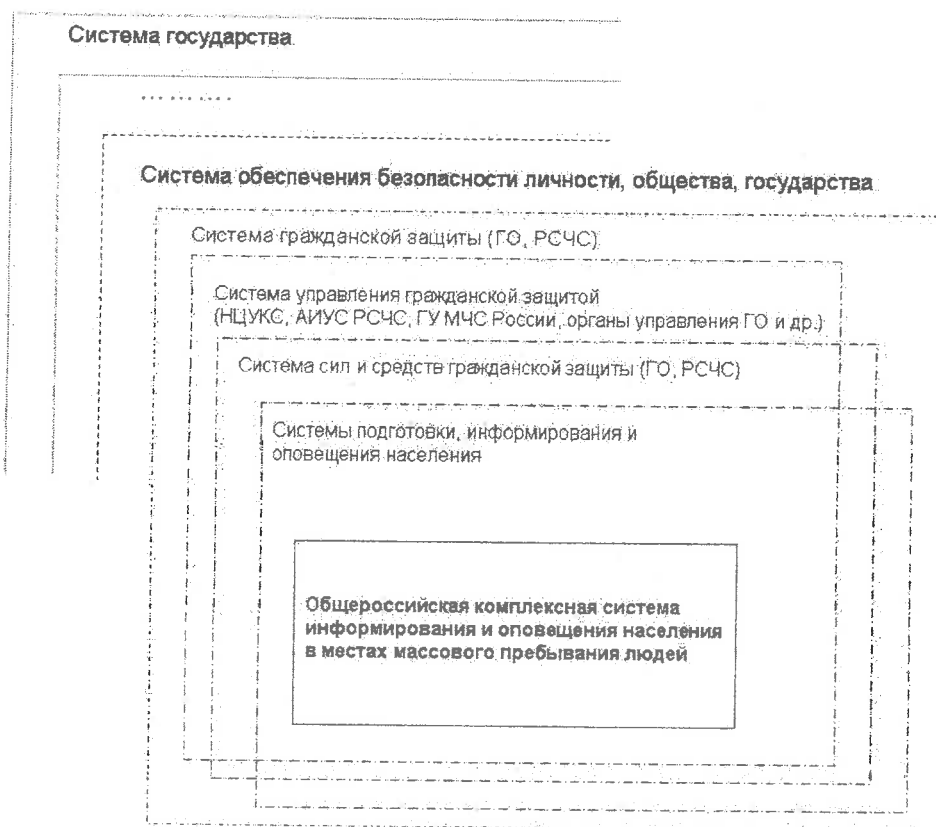 Система государства
..........
Система обеспечения безопасности личности, общества, государства
Система гражданской защиты (ГО, РСЧС)
Система управления гражданской защитой
(НЦУКС, АИУС РСЧС, ГУ МЧС России, органы управления ГО и др.)
Система сил и средств гражданской защиты (ГО, РСЧС)
Системы подготовки, информирования и
оповещения населения
Общероссийская комплексная система
информирования и оповещения населения
в местах массового пребывания людей